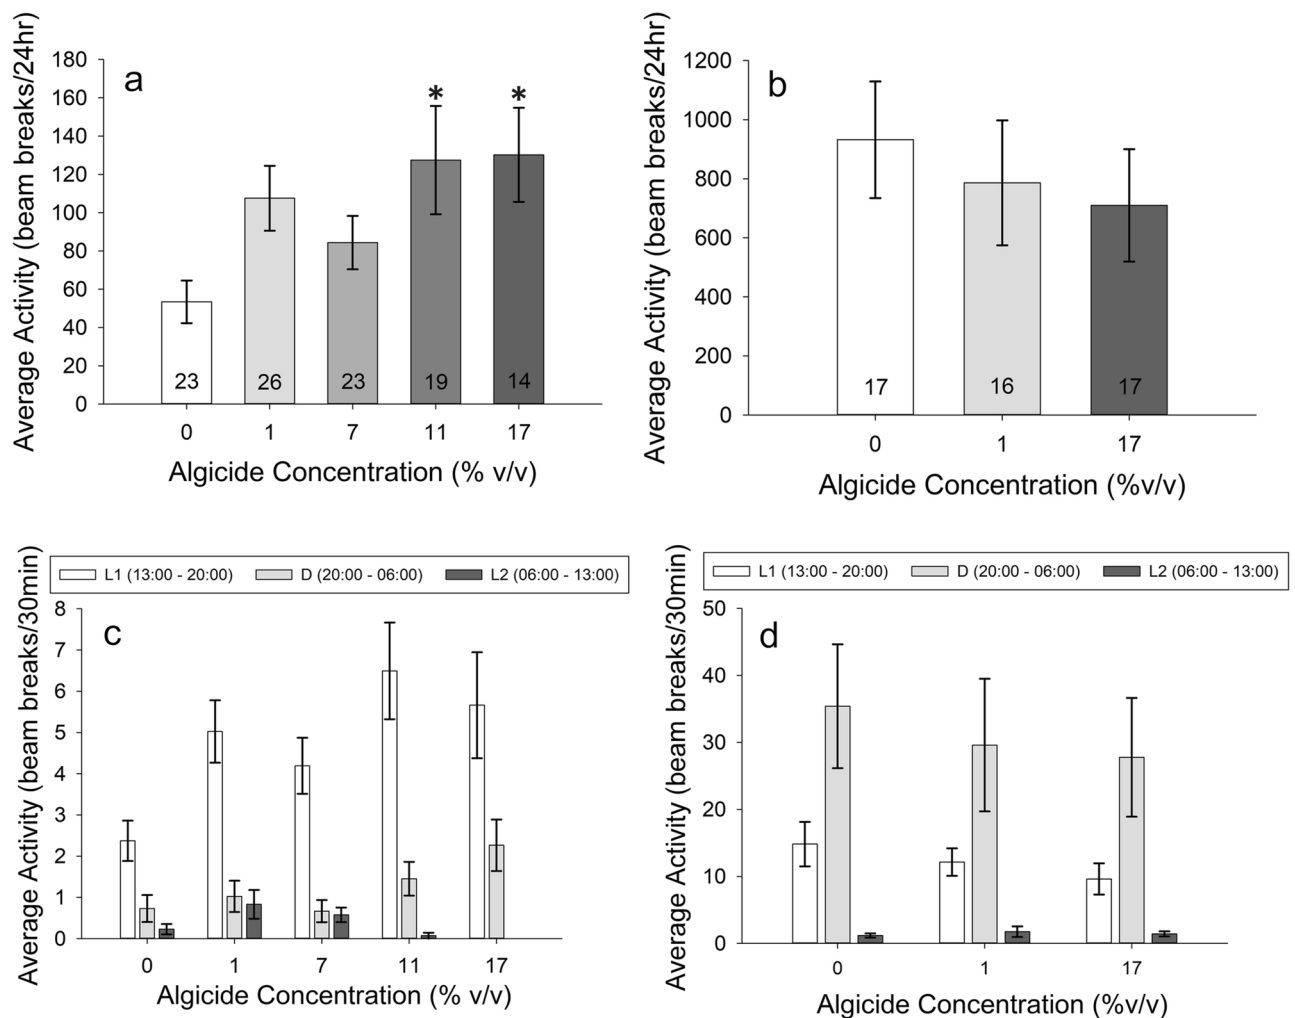 a
Average Activity (beam breaks/24hr)
180
160
140
120
100
80
60
40
20
0
* *
23 26 23 19 14
0 1 7 11 17
Algicide Concentration (% v/v)
b
Average Activity (beam breaks/24hr)
1200
1000
800
600
400
200
0
17 16 17
0 1 17
Algicide Concentration (%v/v)
L1 (13:00 - 20:00) D (20:00 - 06:00) L2 (06:00 - 13:00)
c
Average Activity (beam breaks/30min)
8
7
6
5
4
3
2
1
0
0 1 7 11 17
Algicide Concentration (% v/v)
L1 (13:00 - 20:00) D (20:00 - 06:00) L2 (06:00 - 13:00)
d
Average Activity (beam breaks/30min)
50
40
30
20
10
0
0 1 17
Algicide Concentration (%v/v)